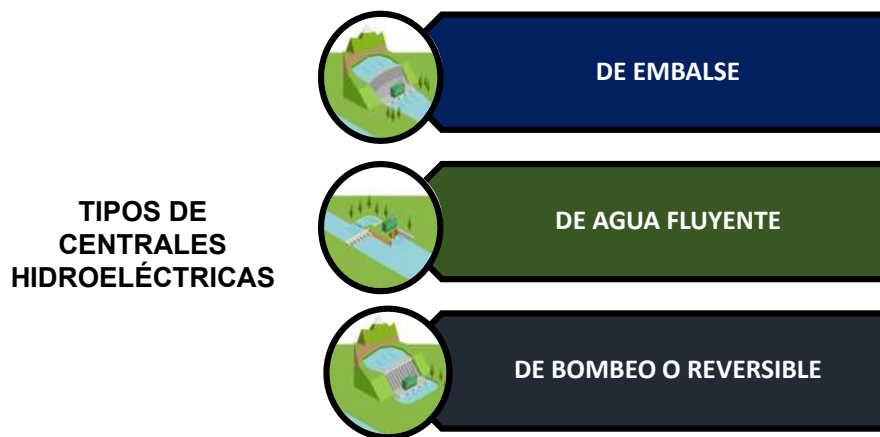 TIPOS DE
CENTRALES
HIDROELÉCTRICAS
DE EMBALSE
DE AGUA FLUYENTE
DE BOMBEO O REVERSIBLE